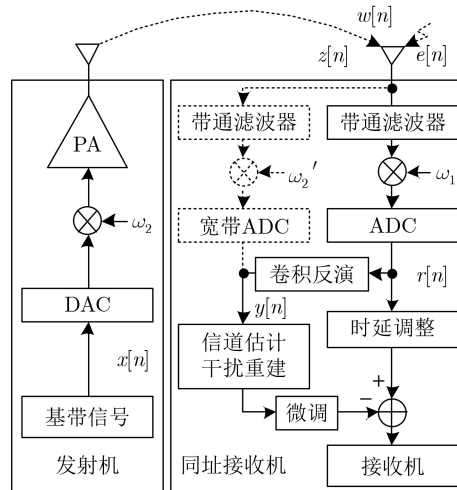 w[n]
z[n]
e[n]
PA
带通滤波器
带通滤波器
ω₂
ω₂′
ω₁
宽带ADC
ADC
DAC
卷积反演
r[n]
x[n]
y[n]
信道估计
干扰重建
时延调整
+
−
基带信号
微调
发射机
同址接收机
接收机